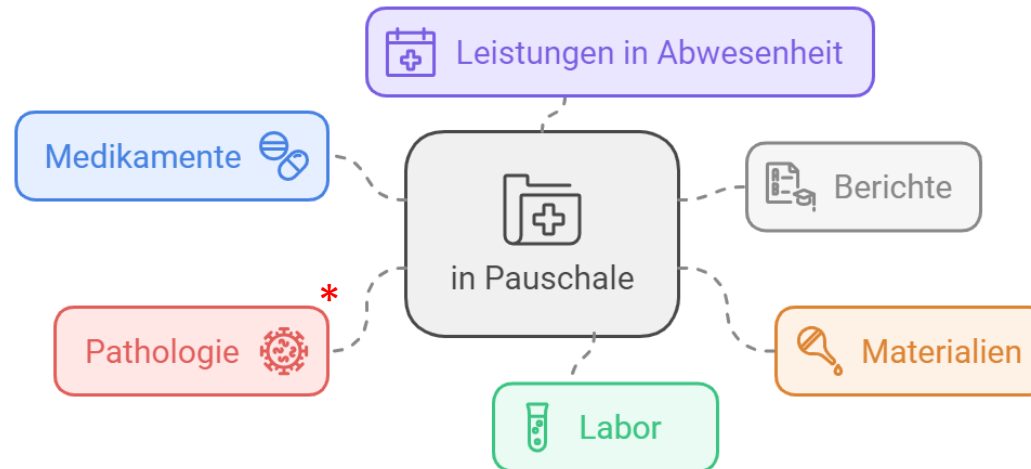 Leistungen in Abwesenheit
Medikamente
Berichte
in Pauschale
Pathologie *
Materialien
Labor